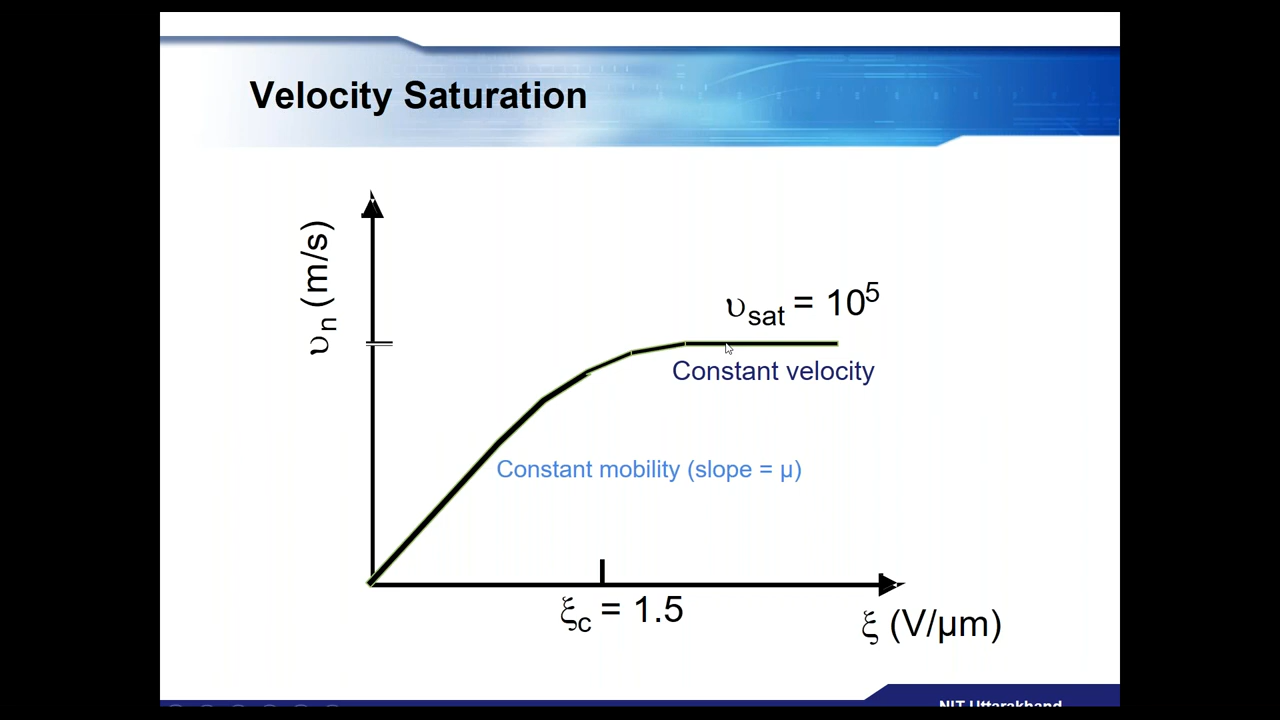 Velocity Saturation
υn (m/s)
υsat = 10⁵
Constant velocity
Constant mobility (slope = μ)
ξc = 1.5
ξ (V/μm)
NIT Uttarakhand